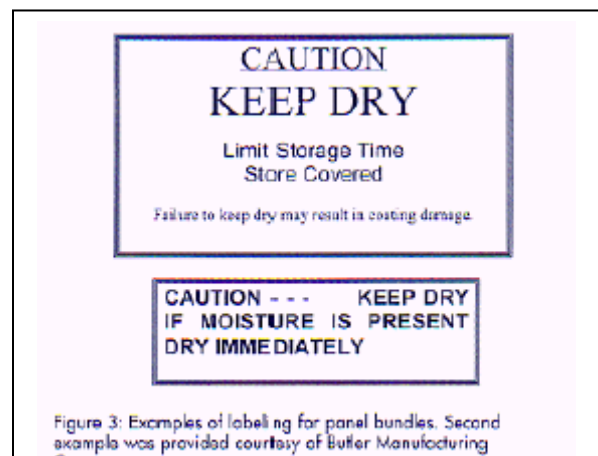 CAUTION
KEEP DRY
Limit Storage Time
Store Covered
Failure to keep dry may result in coating damage.
CAUTION - - - KEEP DRY
IF MOISTURE IS PRESENT
DRY IMMEDIATELY
Figure 3: Examples of labeling for panel bundles. Second
example was provided courtesy of Butler Manufacturing